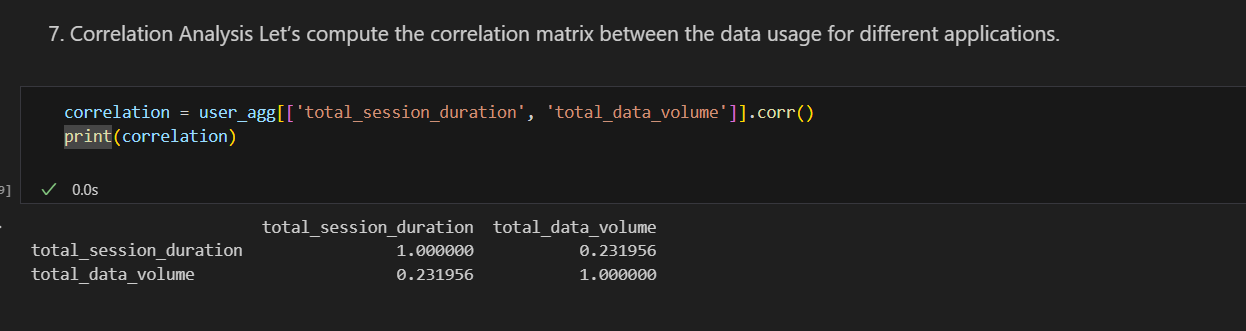 7. Correlation Analysis Let’s compute the correlation matrix between the data usage for different applications.
correlation = user_agg[['total_session_duration', 'total_data_volume']].corr()
print(correlation)
9]
0.0s
total_session_duration total_data_volume
total_session_duration 1.000000 0.231956
total_data_volume 0.231956 1.000000